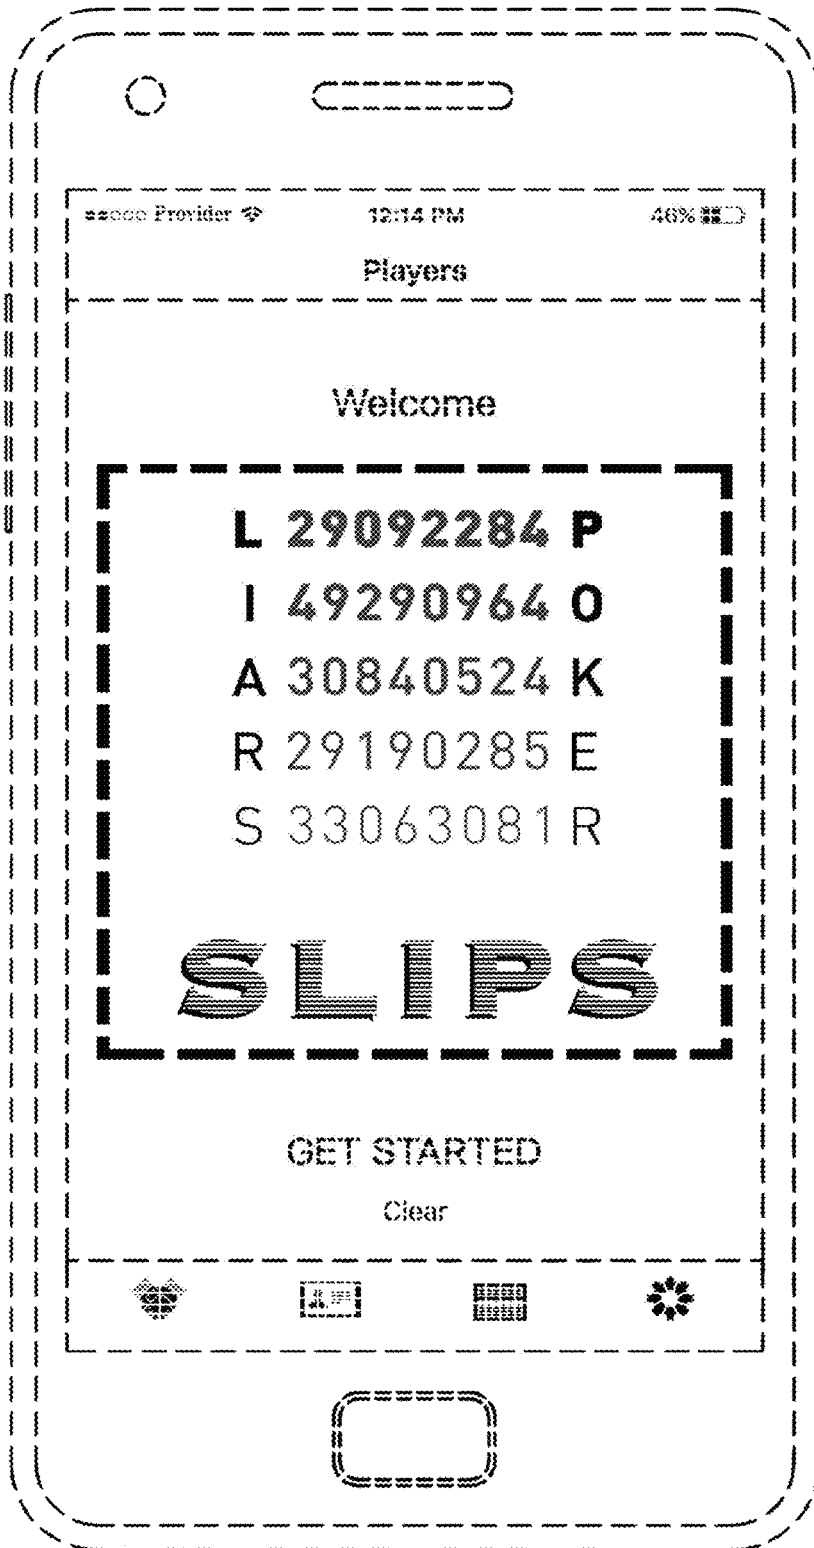 Provider 12:14 PM 46%
Players
Welcome
L 29092284 P
I 49290964 O
A 30840524 K
R 29190285 E
S 33063081 R
SLIPS
GET STARTED
Clear